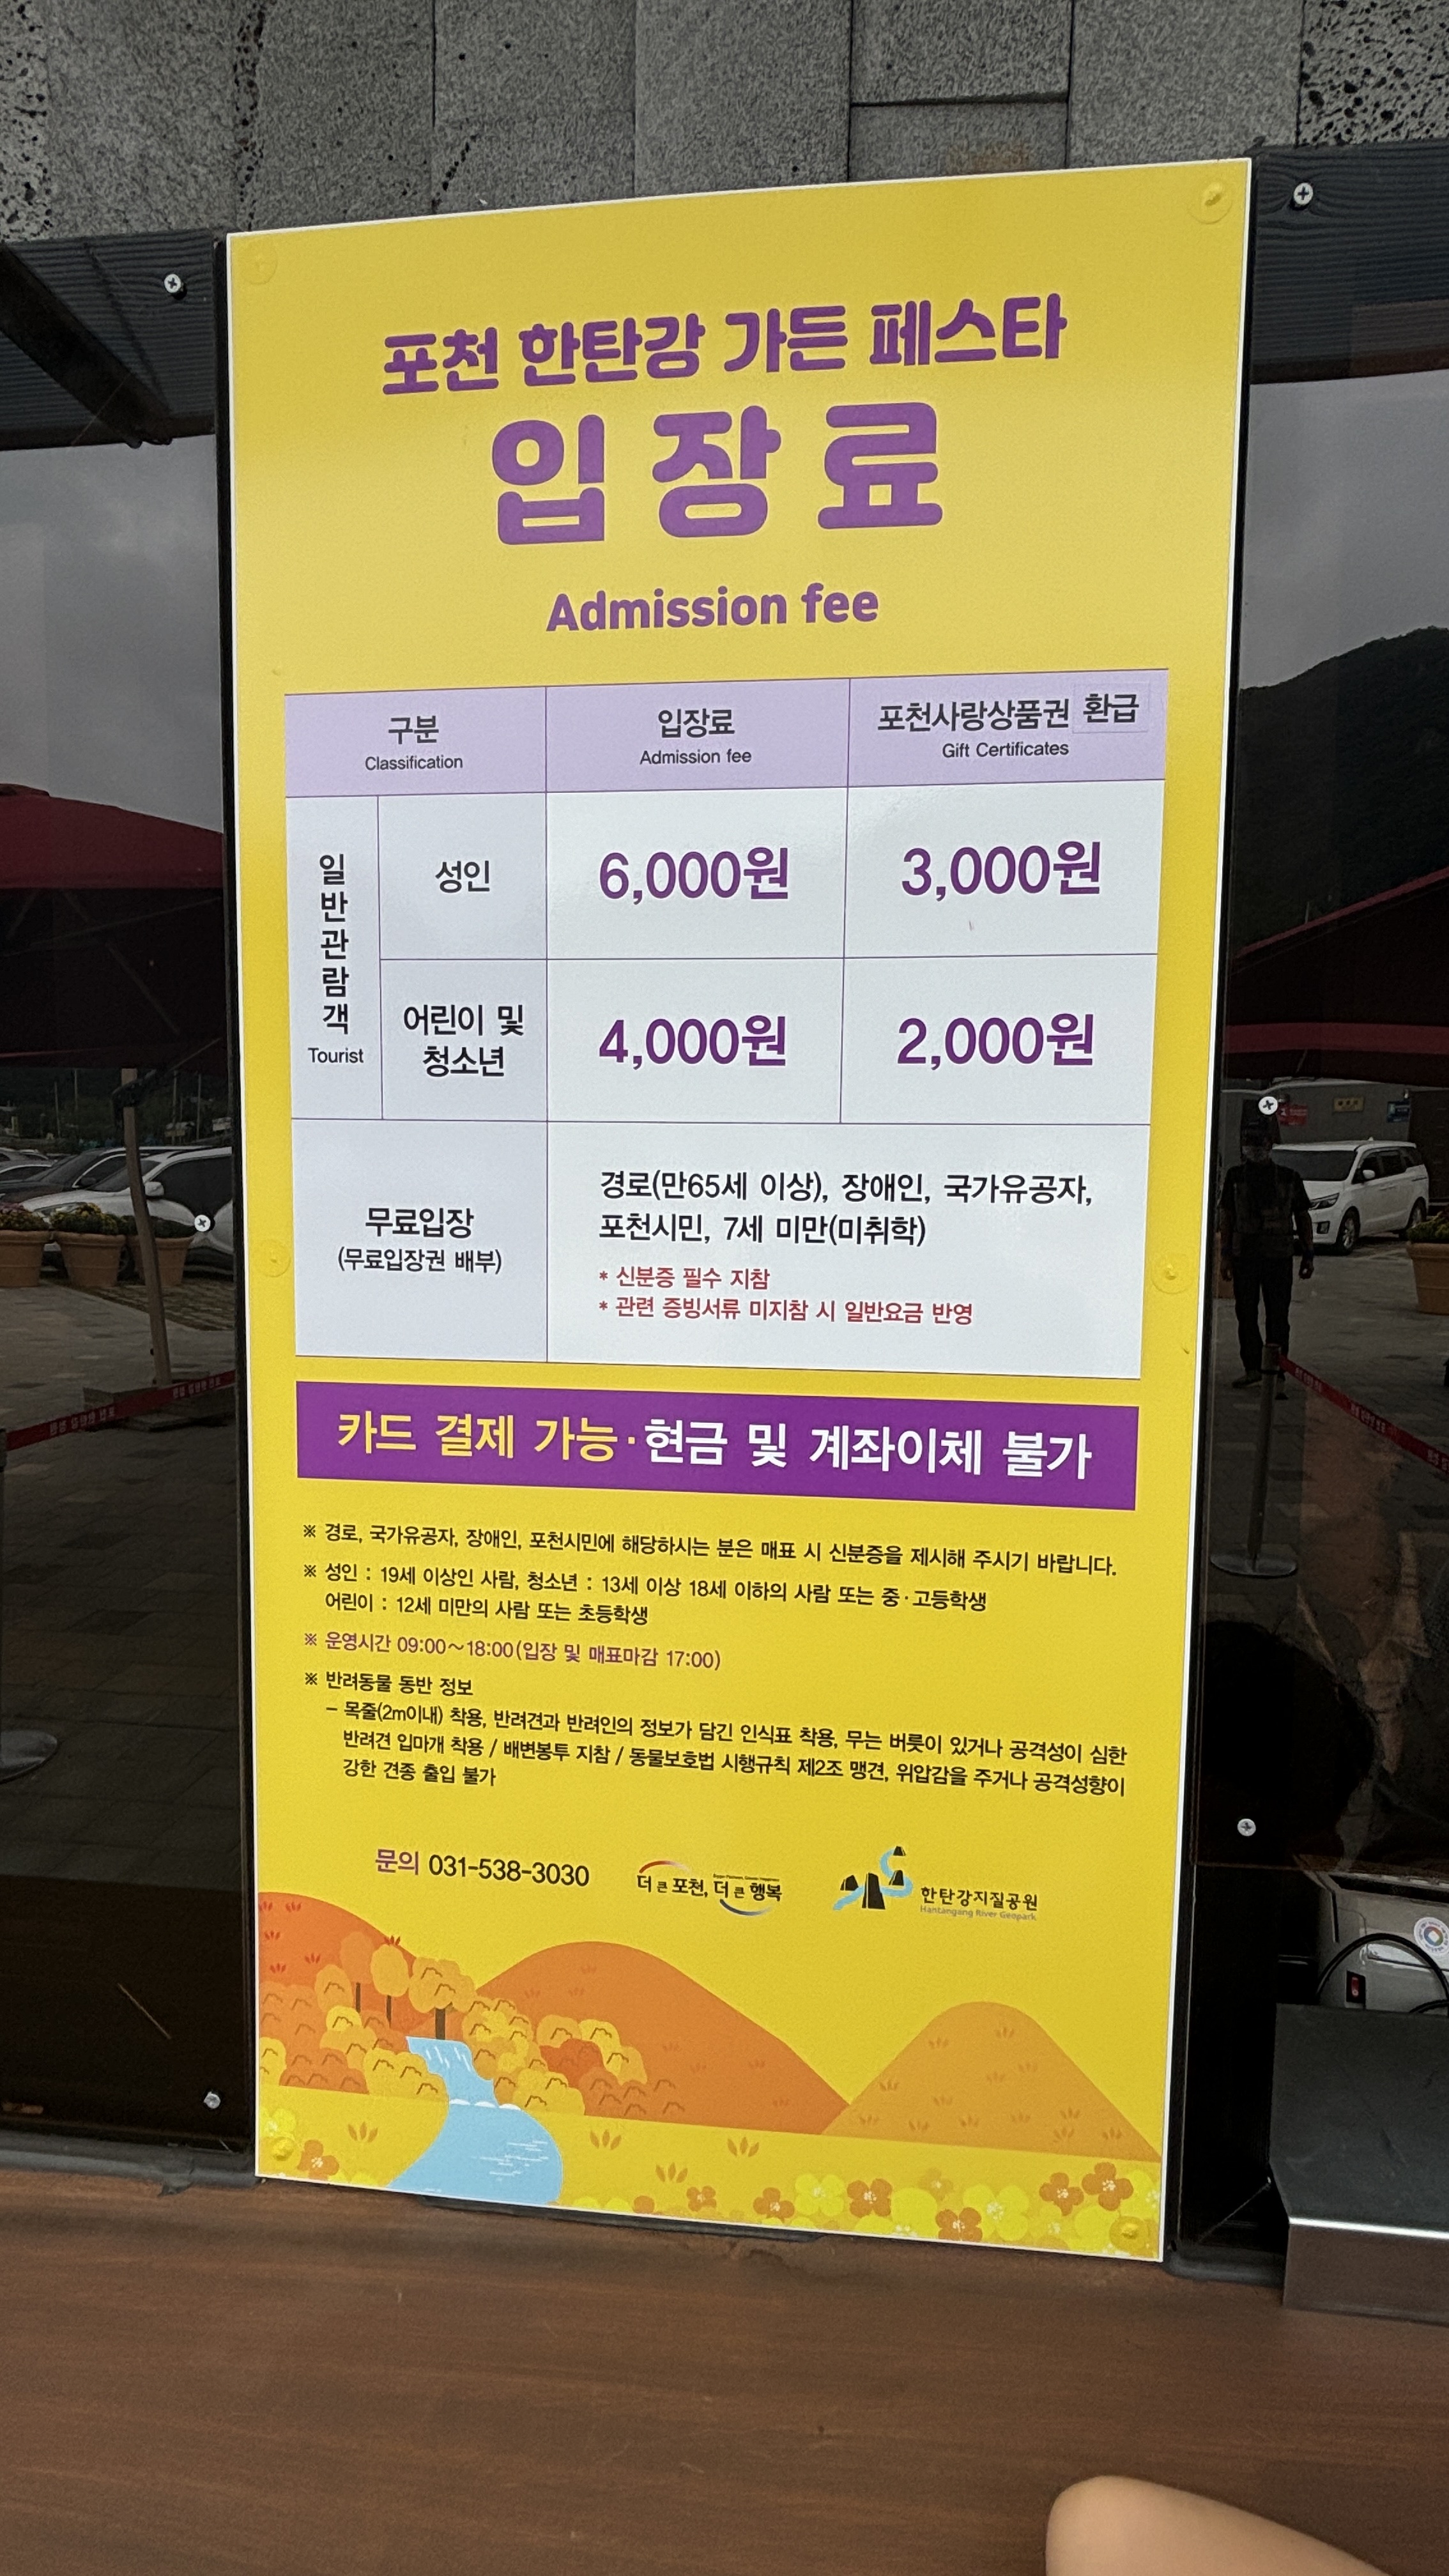 포천 한탄강 가든 페스타
입장료
Admission fee
구분
Classification
입장료
Admission fee
포천사랑상품권 환급
Gift Certificates
일반관람객
Tourist
성인
6,000원
3,000원
어린이 및
청소년
4,000원
2,000원
무료입장
(무료입장권 배부)
경로(만65세 이상), 장애인, 국가유공자,
포천시민, 7세 미만(미취학)
* 신분증 필수 지참
* 관련 증빙서류 미지참 시 일반요금 반영
카드 결제 가능·현금 및 계좌이체 불가
※ 경로, 국가유공자, 장애인, 포천시민에 해당하시는 분은 매표 시 신분증을 제시해 주시기 바랍니다.
※ 성인 : 19세 이상인 사람, 청소년 : 13세 이상 18세 이하의 사람 또는 중·고등학생
어린이 : 12세 미만의 사람 또는 초등학생
※ 운영시간 09:00~18:00(입장 및 매표마감 17:00)
※ 반려동물 동반 정보
- 목줄(2m이내) 착용, 반려견과 반려인의 정보가 담긴 인식표 착용, 무는 버릇이 있거나 공격성이 심한
반려견 입마개 착용 / 배변봉투 지참 / 동물보호법 시행규칙 제2조 맹견, 위압감을 주거나 공격성향이
강한 견종 출입 불가
문의 031-538-3030
더 큰 포천, 더 큰 행복
한탄강지질공원
Hantangang River Geopark